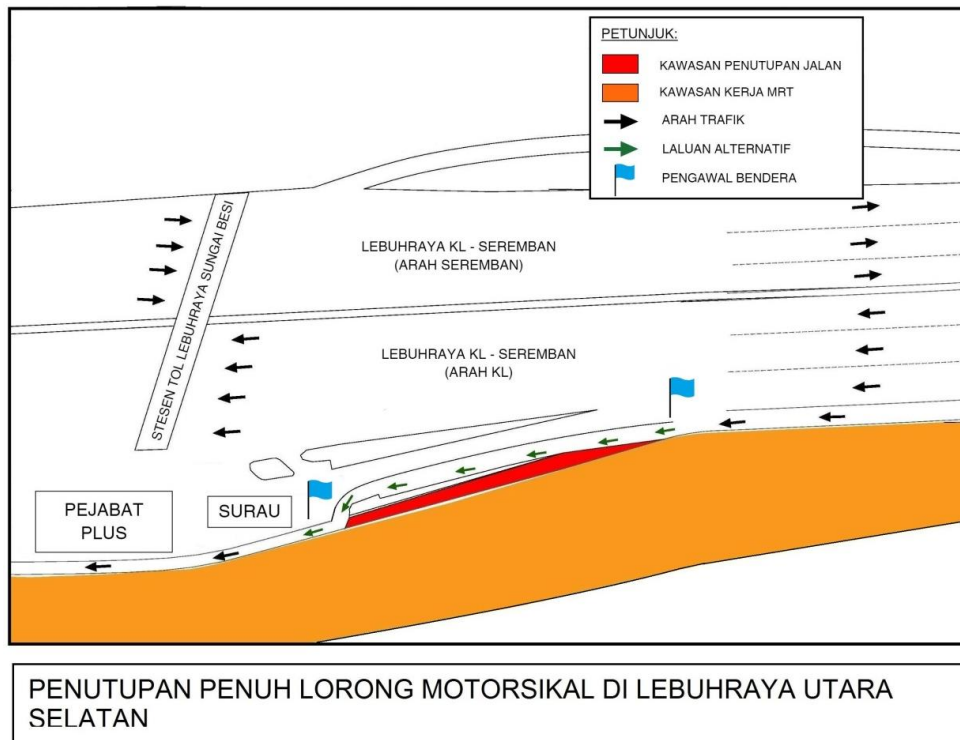 PETUNJUK:
KAWASAN PENUTUPAN JALAN
KAWASAN KERJA MRT
ARAH TRAFIK
LALUAN ALTERNATIF
PENGAWAL BENDERA
STESEN TOL LEBUHRAYA SUNGAI BESI
LEBUHRAYA KL - SEREMBAN
(ARAH SEREMBAN)
LEBUHRAYA KL - SEREMBAN
(ARAH KL)
PEJABAT
PLUS
SURAU
PENUTUPAN PENUH LORONG MOTORSIKAL DI LEBUHRAYA UTARA
SELATAN